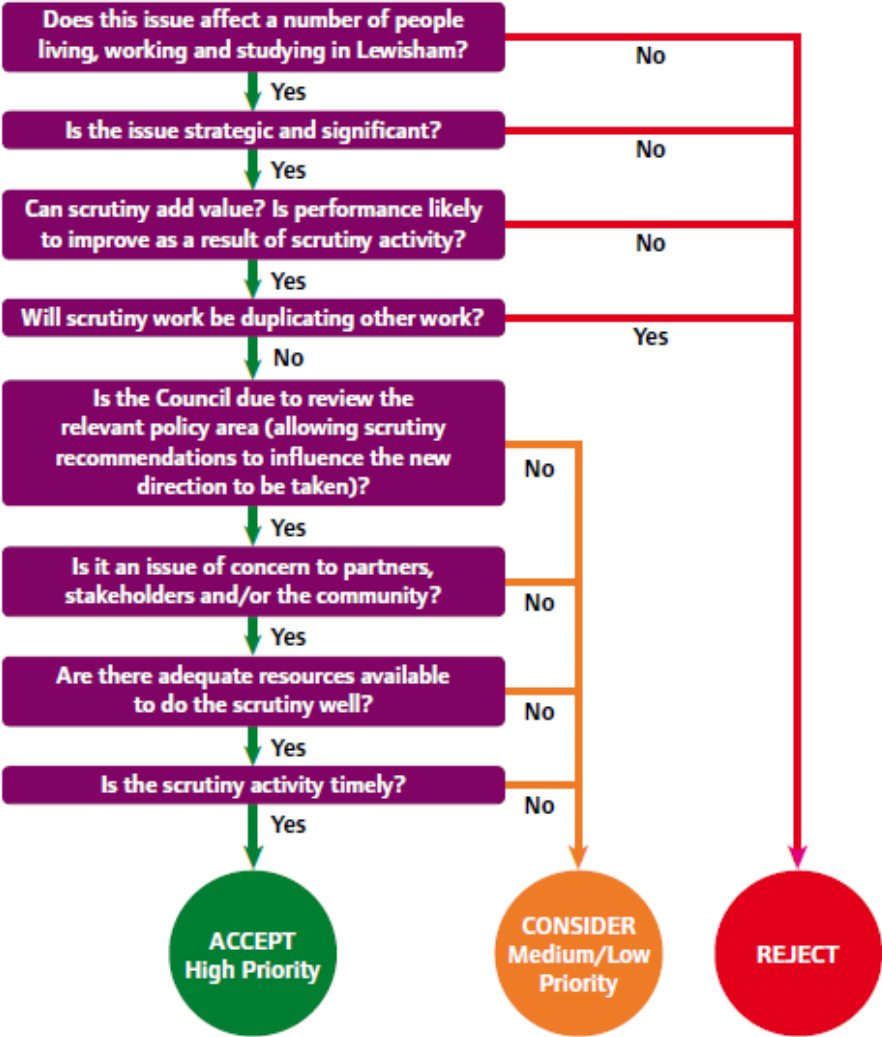 Does this issue affect a number of people
living, working and studying in Lewisham?
No
Yes
Is the issue strategic and significant?
No
Yes
Can scrutiny add value? Is performance likely
to improve as a result of scrutiny activity?
No
Yes
Will scrutiny work be duplicating other work?
Yes
No
Is the Council due to review the
relevant policy area (allowing scrutiny
recommendations to influence the new
direction to be taken)?
No
Yes
Is it an issue of concern to partners,
stakeholders and/or the community?
No
Yes
Are there adequate resources available
to do the scrutiny well?
No
Yes
Is the scrutiny activity timely?
No
Yes
ACCEPT
High Priority
CONSIDER
Medium/Low
Priority
REJECT